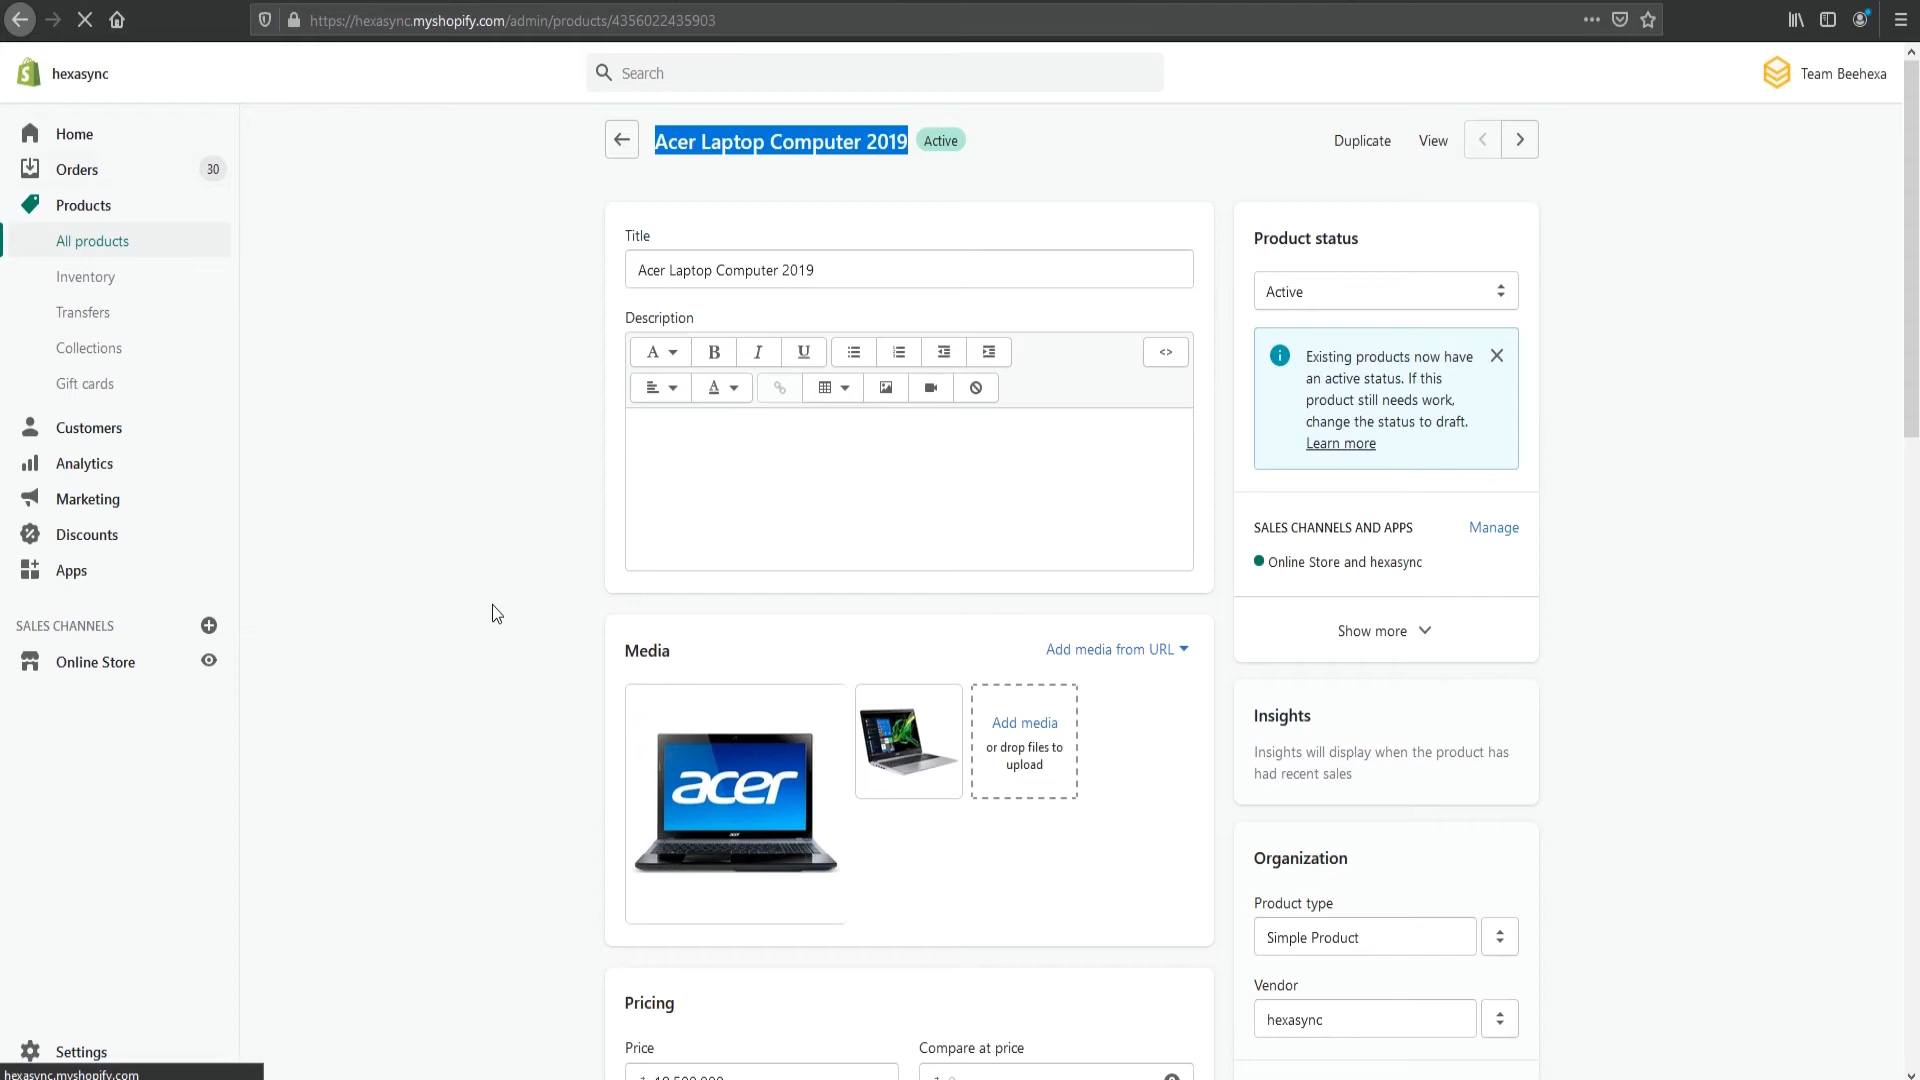 https://hexasync.myshopify.com/admin/products/4356022435903
hexasync
Search
Team Beehexa
Home
Orders
30
Products
All products
Inventory
Transfers
Collections
Gift cards
Customers
Analytics
Marketing
Discounts
Apps
SALES CHANNELS
Online Store
Settings
hexasync.myshopify.com
Acer Laptop Computer 2019
Active
Duplicate
View
Title
Acer Laptop Computer 2019
Description
A
B
I
U
<>
A
Media
Add media from URL
acer
acer
Add media
or drop files to
upload
Pricing
Price
Compare at price
Product status
Active
Existing products now have
an active status. If this
product still needs work,
change the status to draft.
Learn more
SALES CHANNELS AND APPS
Manage
Online Store and hexasync
Show more
Insights
Insights will display when the product has
had recent sales
Organization
Product type
Simple Product
Vendor
hexasync